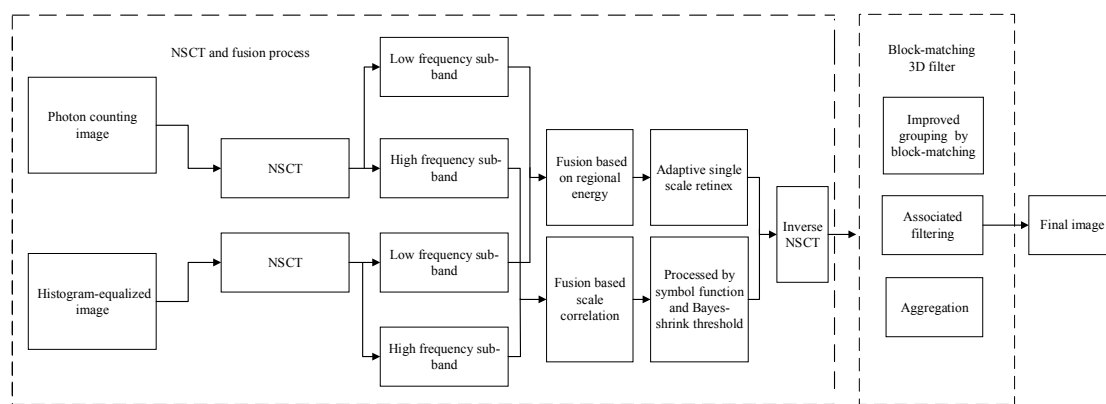 NSCT and fusion process
Photon counting
image
Histogram-equalized
image
NSCT
NSCT
Low frequency sub-
band
High frequency sub-
band
Low frequency sub-
band
High frequency sub-
band
Fusion based
on regional
energy
Fusion based
scale
correlation
Adaptive single
scale retinex
Processed by
symbol function
and Bayes-
shrink threshold
Inverse
NSCT
Block-matching
3D filter
Improved
grouping by
block-matching
Associated
filtering
Aggregation
Final image